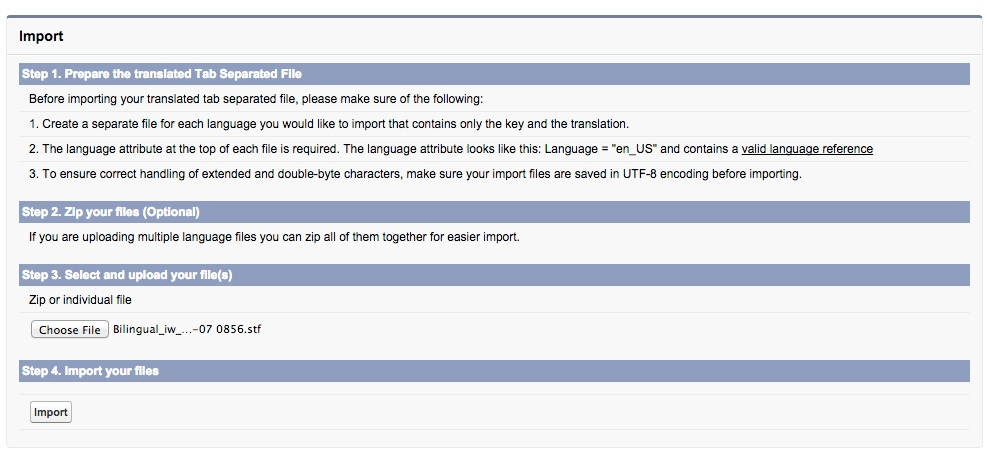 Import
Step 1. Prepare the translated Tab Separated File
Before importing your translated tab separated file, please make sure of the following:
1. Create a separate file for each language you would like to import that contains only the key and the translation.
2. The language attribute at the top of each file is required. The language attribute looks like this: Language = "en_US" and contains a valid language reference
3. To ensure correct handling of extended and double-byte characters, make sure your import files are saved in UTF-8 encoding before importing.
Step 2. Zip your files (Optional)
If you are uploading multiple language files you can zip all of them together for easier import.
Step 3. Select and upload your file(s)
Zip or individual file
Choose File Bilingual_iw_...-07 0856.stf
Step 4. Import your files
Import